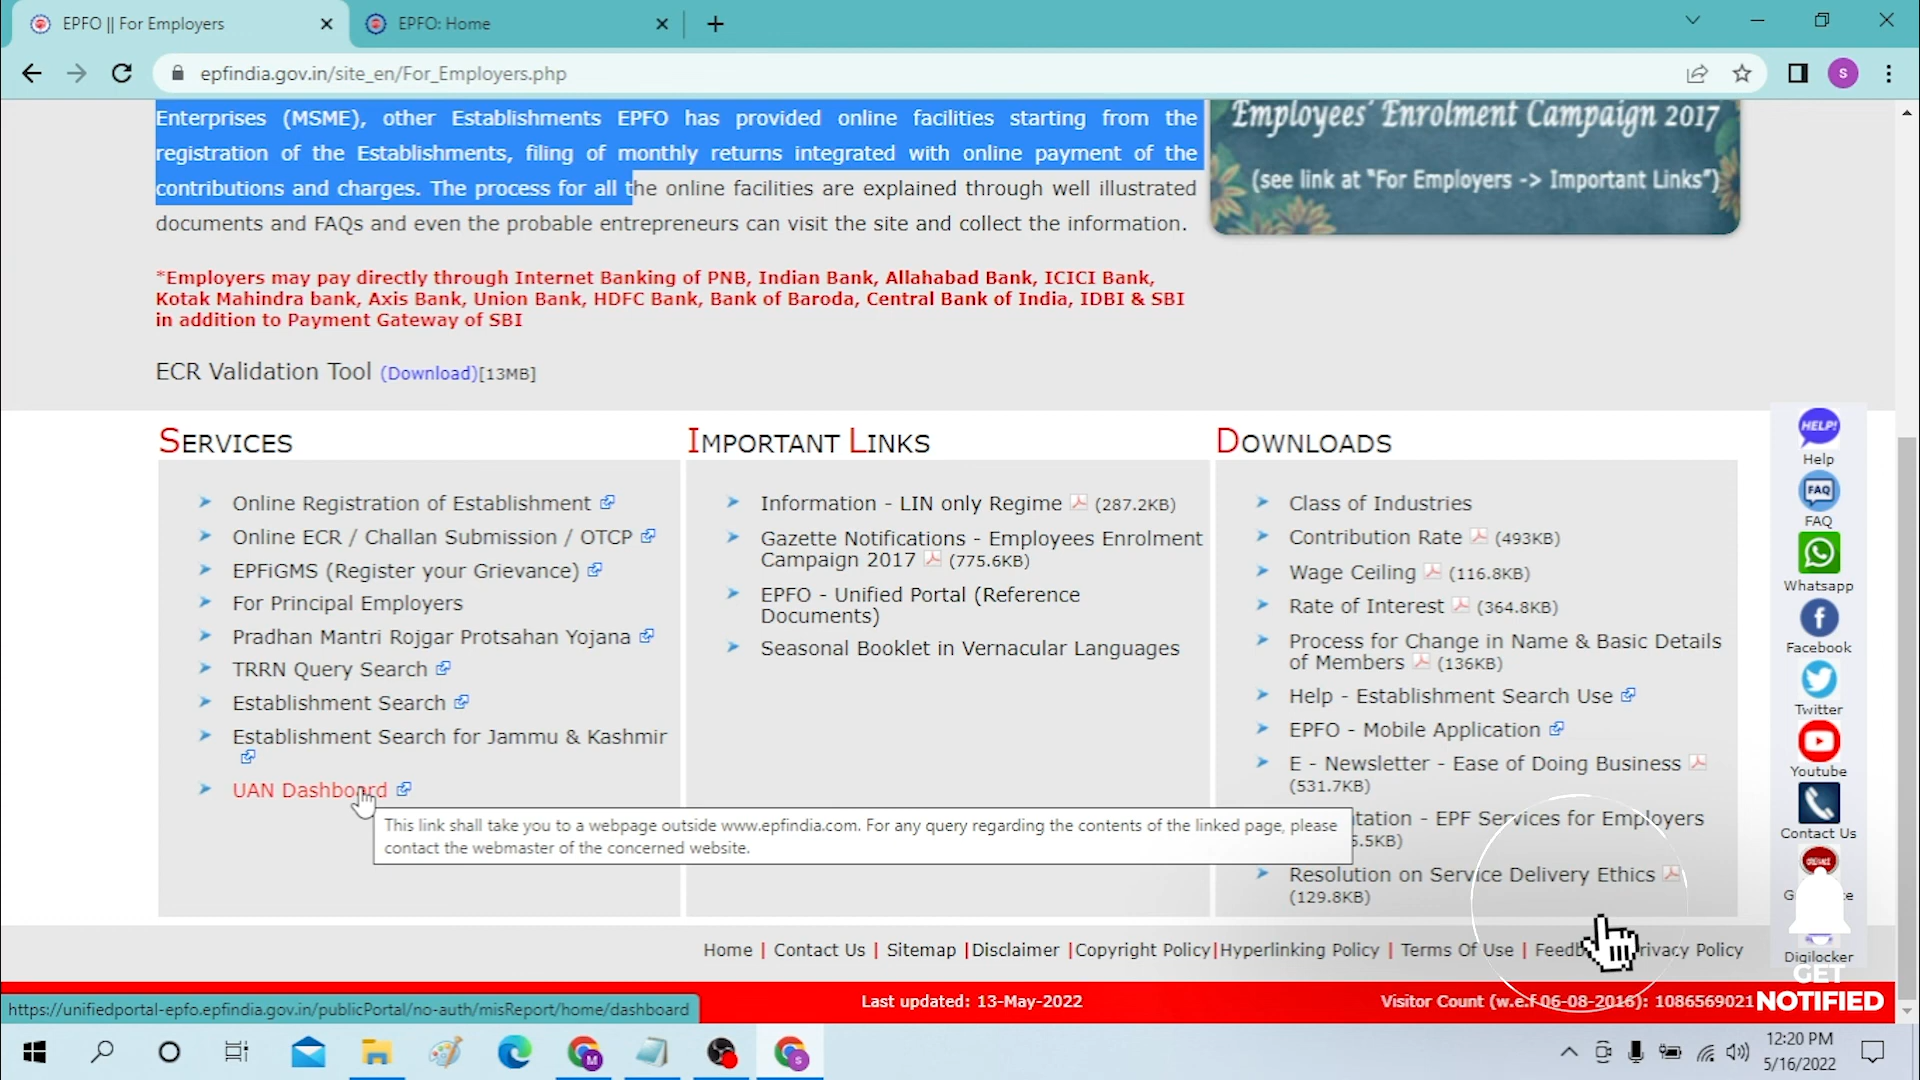 EPFO || For Employers
EPFO: Home
epfindia.gov.in/site_en/For_Employers.php
S
Enterprises (MSME), other Establishments EPFO has provided online facilities starting from the
registration of the Establishments, filing of monthly returns integrated with online payment of the
contributions and charges. The process for all the online facilities are explained through well illustrated
documents and FAQs and even the probable entrepreneurs can visit the site and collect the information.
Employees' Enrolment Campaign 2017
(see link at "For Employers -> Important Links")
*Employers may pay directly through Internet Banking of PNB, Indian Bank, Allahabad Bank, ICICI Bank,
Kotak Mahindra bank, Axis Bank, Union Bank, HDFC Bank, Bank of Baroda, Central Bank of India, IDBI & SBI
in addition to Payment Gateway of SBI
ECR Validation Tool (Download)[13MB]
SERVICES
Online Registration of Establishment
Online ECR / Challan Submission / OTCP
EPFiGMS (Register your Grievance)
For Principal Employers
Pradhan Mantri Rojgar Protsahan Yojana
TRRN Query Search
Establishment Search
Establishment Search for Jammu & Kashmir
UAN Dashboard
This link shall take you to a webpage outside www.epfindia.com. For any query regarding the contents of the linked page, please
contact the webmaster of the concerned website.
IMPORTANT LINKS
Information - LIN only Regime (287.2KB)
Gazette Notifications - Employees Enrolment
Campaign 2017 (775.6KB)
EPFO - Unified Portal (Reference
Documents)
Seasonal Booklet in Vernacular Languages
DOWNLOADS
Class of Industries
Contribution Rate (493KB)
Wage Ceiling (116.8KB)
Rate of Interest (364.8KB)
Process for Change in Name & Basic Details
of Members (136KB)
Help - Establishment Search Use
EPFO - Mobile Application
E - Newsletter - Ease of Doing Business
(531.7KB)
tation - EPF Services for Employers
5.5KB)
Resolution on Service Delivery Ethics
(129.8KB)
HELP!
Help
FAQ
FAQ
Whatsapp
Facebook
Twitter
Youtube
Contact Us
Digilocker
GET
NOTIFIED
Home | Contact Us | Sitemap |Disclaimer |Copyright Policy|Hyperlinking Policy | Terms Of Use | Feedb rivacy Policy
https://unifiedportal-epfo.epfindia.gov.in/publicPortal/no-auth/misReport/home/dashboard
Last updated: 13-May-2022
Visitor Count (w.e.f-06-08-2016): 1086569021
M
S
12:20 PM
5/16/2022